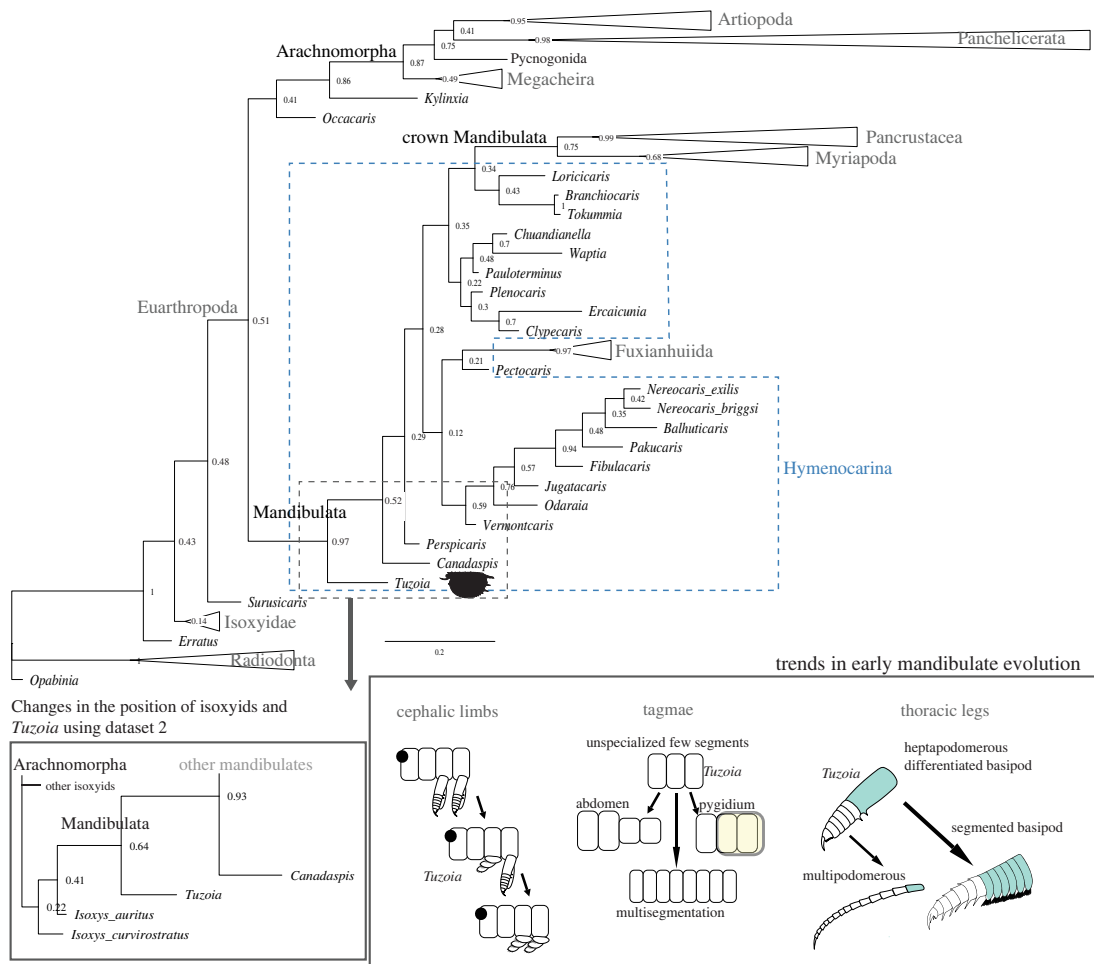 0.95
Artiopoda
0.41
0.98
Panchelicerata
Arachnomorpha
0.75
Pycnogonida
0.87
0.49
Megacheira
0.86
Kylinxia
0.41
Occacaris
crown Mandibulata
0.99
Pancrustacea
0.75
0.68
Myriapoda
0.34
Loricicaris
0.43
Branchiocaris
1
Tokummia
0.35
Chuandianella
0.7
Waptia
0.48
Pauloterminus
0.22
Plenocaris
0.3
Ercaicunia
0.7
Clypecaris
Euarthropoda
0.51
0.28
0.97
Fuxianhuiida
0.21
Pectocaris
Nereocaris_exilis
0.42
Nereocaris_briggsi
0.35
Balhuticaris
0.48
0.29
0.12
0.94
Pakucaris
Hymenocarina
0.48
0.57
Fibulacaris
0.76
Jugatacaris
0.52
0.59
Odaraia
Mandibulata
Vermontcaris
0.43
0.97
Perspicaris
Canadaspis
Tuzoia
1
Surusicaris
0.14
Isoxyidae
Erratus
0.2
1
Radiodonta
Opabinia
trends in early mandibulate evolution
Changes in the position of isoxyids and
Tuzoia using dataset 2
Arachnomorpha
other mandibulates
other isoxyids
0.93
Mandibulata
0.64
Canadaspis
0.41
Tuzoia
0.22
Isoxys_auritus
Isoxys_curvirostratus
cephalic limbs
Tuzoia
tagmae
unspecialized few segments
Tuzoia
abdomen
pygidium
multisegmentation
thoracic legs
heptapodomerous
differentiated basipod
Tuzoia
segmented basipod
multipodomerous